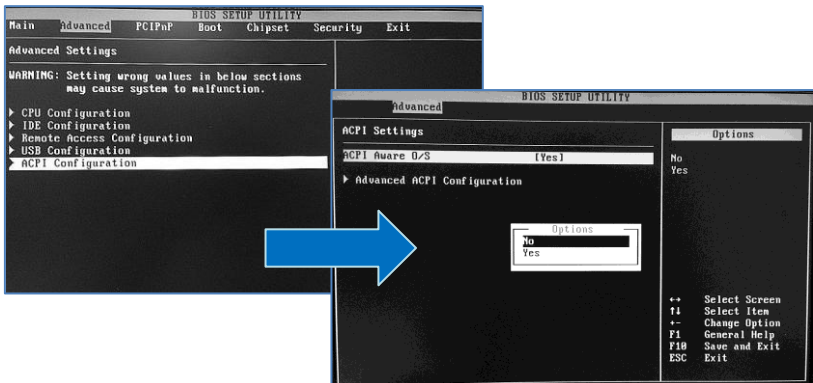 BIOS SETUP UTILITY
Main Advanced PCIPnP Boot Chipset Security Exit
Advanced Settings
WARNING: Setting wrong values in below sections
may cause system to malfunction.
CPU Configuration
IDE Configuration
Remote Access Configuration
USB Configuration
ACPI Configuration
BIOS SETUP UTILITY
Advanced
ACPI Settings
ACPI Aware O/S [Yes]
Advanced ACPI Configuration
Options
No
Yes
Options
No
Yes
↔ Select Screen
↑↓ Select Item
+- Change Option
F1 General Help
F10 Save and Exit
ESC Exit